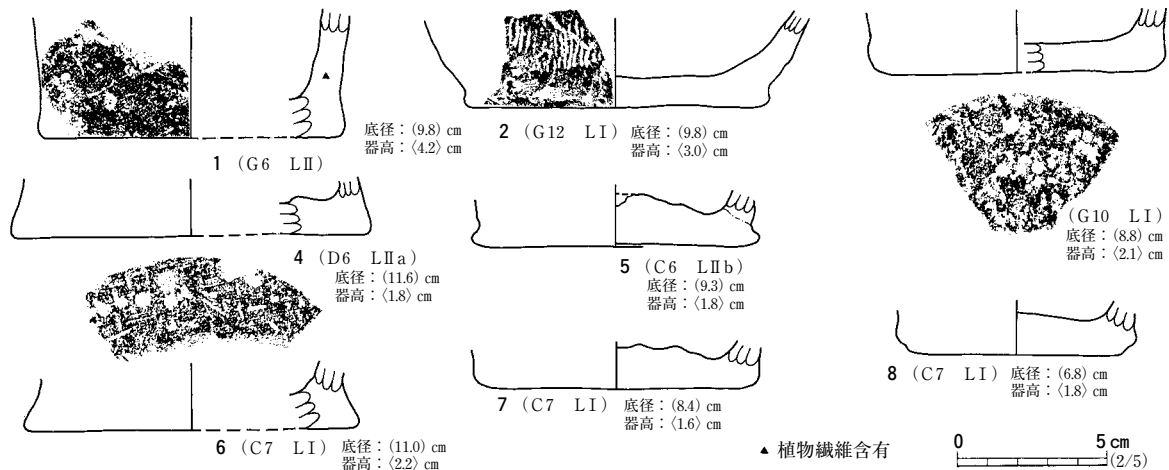 底径：(9.8) cm
器高：〈4.2〉 cm
1 （G6 LⅡ）
2 （G12 LⅠ） 底径：(9.8) cm
器高：〈3.0〉 cm
（G10 LⅠ）
底径：(8.8) cm
器高：〈2.1〉 cm
4 （D6 LⅡa）
底径：(11.6) cm
器高：〈1.8〉 cm
5 （C6 LⅡb）
底径：(9.3) cm
器高：〈1.8〉 cm
6 （C7 LⅠ） 底径：(11.0) cm
器高：〈2.2〉 cm
7 （C7 LⅠ） 底径：(8.4) cm
器高：〈1.6〉 cm
8 （C7 LⅠ） 底径：(6.8) cm
器高：〈1.8〉 cm
▲ 植物繊維含有
0 5 cm
(2/5)